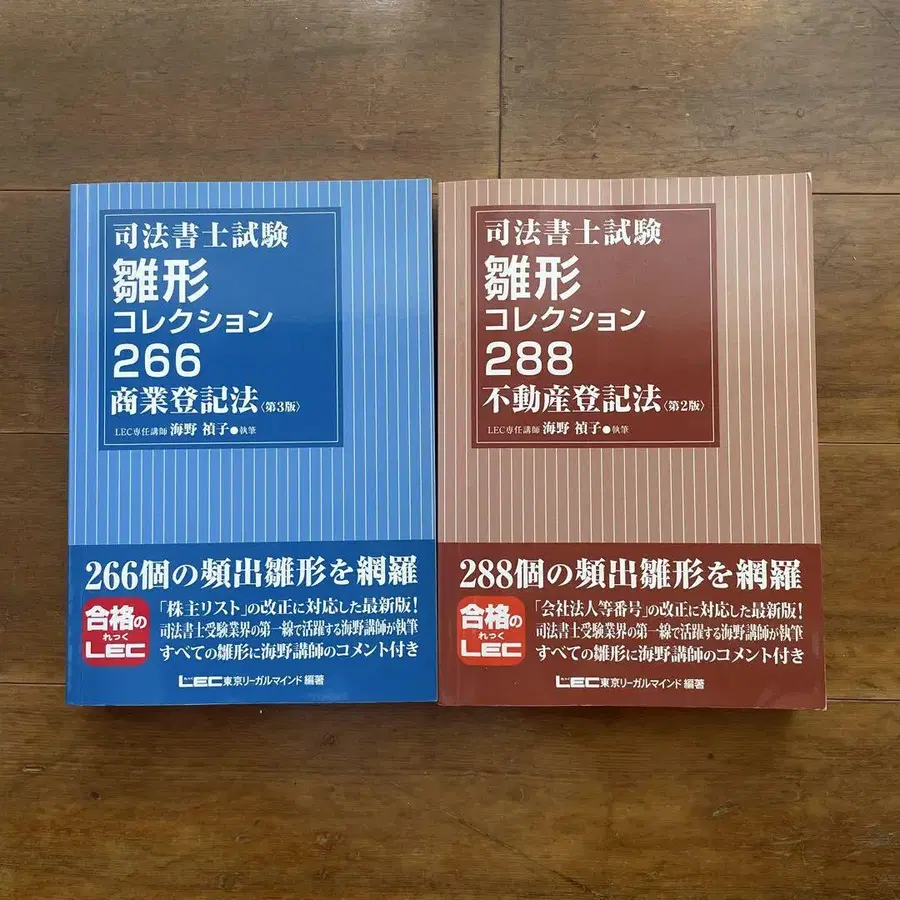 司法書士試験
雛形
コレクション
266
商業登記法〈第3版〉
LEC専任講師 海野 禎子●執筆
266個の頻出雛形を網羅
合格の
れっく
LEC
「株主リスト」の改正に対応した最新版!
司法書士受験業界の第一線で活躍する海野講師が執筆
すべての雛形に海野講師のコメント付き
LEC東京リーガルマインド 編著
司法書士試験
雛形
コレクション
288
不動産登記法〈第2版〉
LEC専任講師 海野 禎子●執筆
288個の頻出雛形を網羅
合格の
れっく
LEC
「会社法人等番号」の改正に対応した最新版!
司法書士受験業界の第一線で活躍する海野講師が執筆
すべての雛形に海野講師のコメント付き
LEC東京リーガルマインド 編著